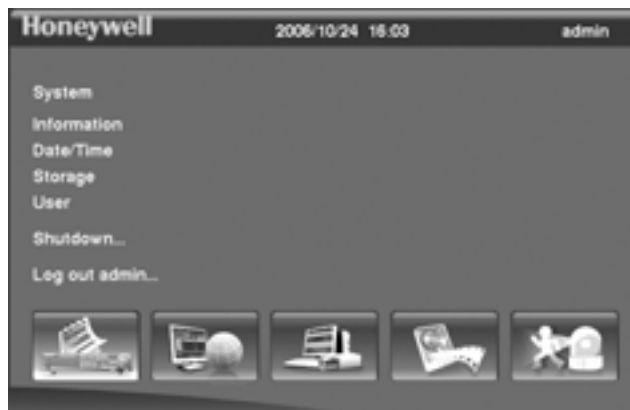 Honeywell
2006/10/24 16:03
admin
System
Information
Date/Time
Storage
User
Shutdown...
Log out admin...